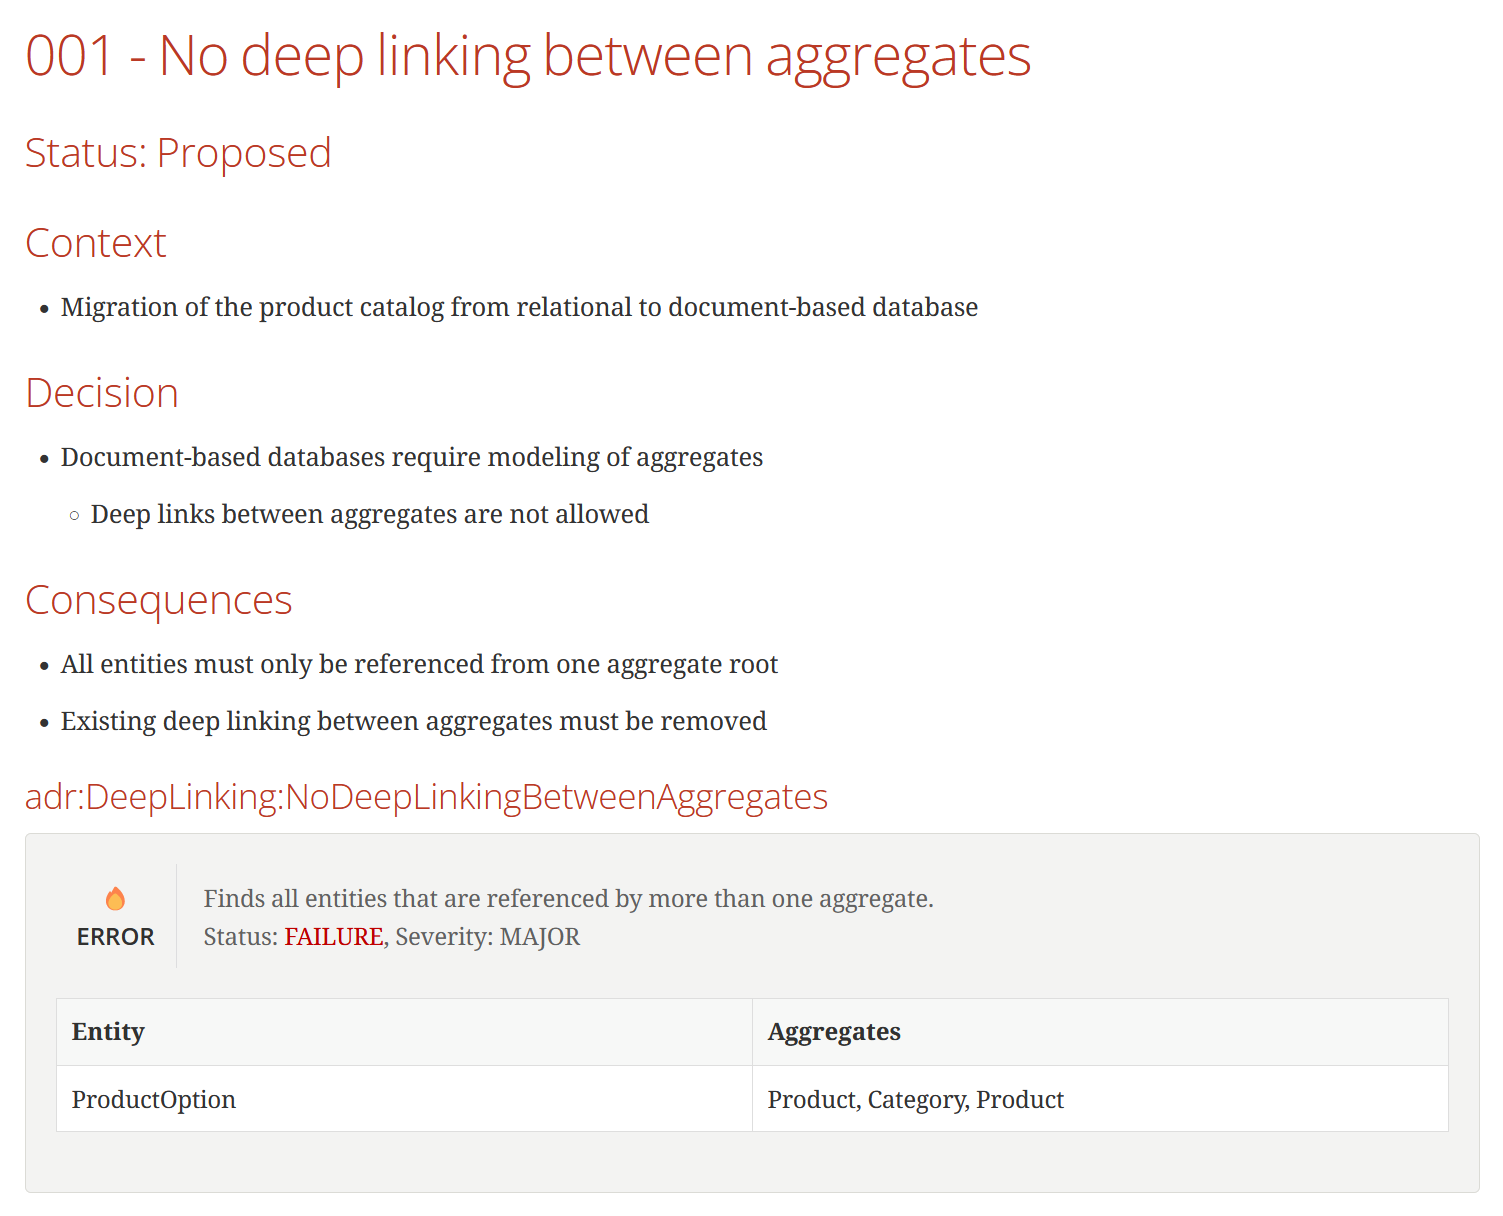 001 - No deep linking between aggregates
Status: Proposed
Context
Migration of the product catalog from relational to document-based database
Decision
Document-based databases require modeling of aggregates
Deep links between aggregates are not allowed
Consequences
All entities must only be referenced from one aggregate root
Existing deep linking between aggregates must be removed
adr:DeepLinking:NoDeepLinkingBetweenAggregates
ERROR
Finds all entities that are referenced by more than one aggregate.
Status: FAILURE, Severity: MAJOR
Entity Aggregates
ProductOption Product, Category, Product